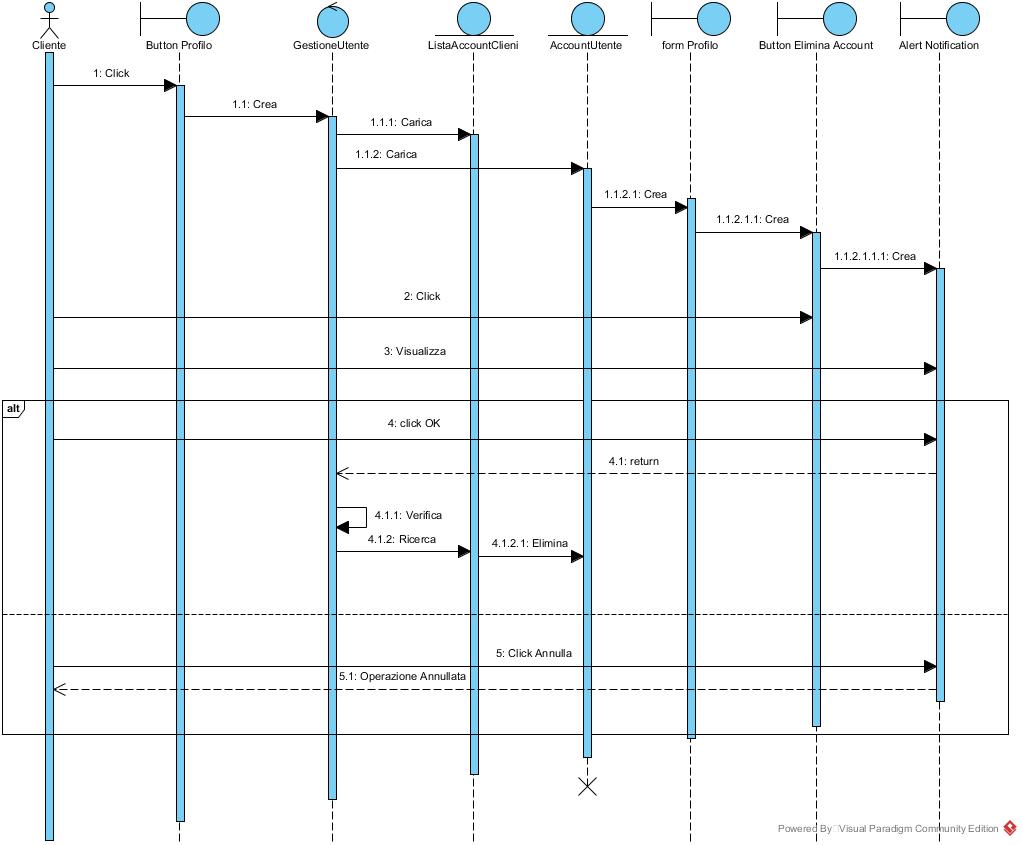 Cliente
Button Profilo
GestioneUtente
ListaAccountClieni
AccountUtente
form Profilo
Button Elimina Account
Alert Notification
1: Click
1.1: Crea
1.1.1: Carica
1.1.2: Carica
1.1.2.1: Crea
1.1.2.1.1: Crea
1.1.2.1.1.1: Crea
2: Click
3: Visualizza
alt
4: click OK
4.1: return
4.1.1: Verifica
4.1.2: Ricerca
4.1.2.1: Elimina
5: Click Annulla
5.1: Operazione Annullata
Powered By Visual Paradigm Community Edition